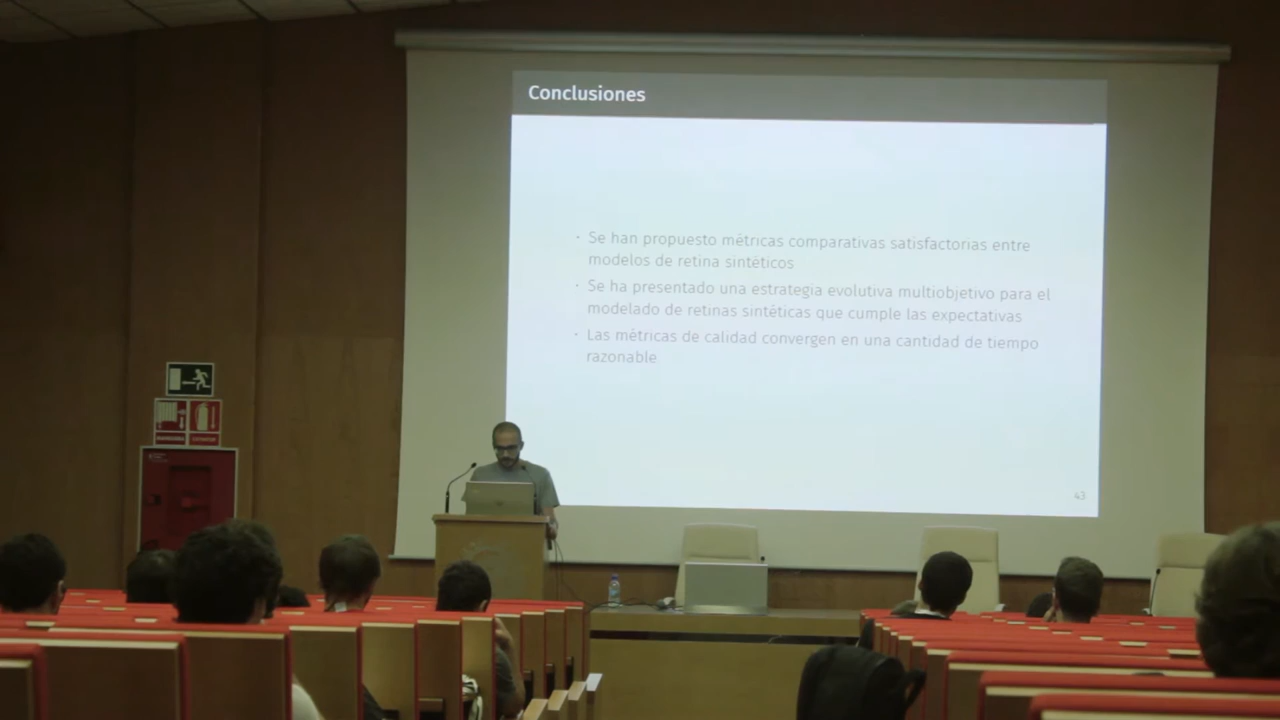 Conclusiones
· Se han propuesto métricas comparativas satisfactorias entre
modelos de retina sintéticos
· Se ha presentado una estrategia evolutiva multiobjetivo para el
modelado de retinas sintéticas que cumple las expectativas
· Las métricas de calidad convergen en una cantidad de tiempo
razonable
43